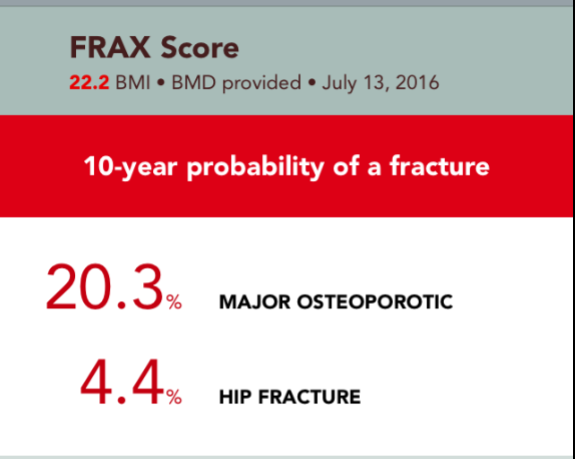 FRAX Score
22.2 BMI • BMD provided • July 13, 2016
10-year probability of a fracture
20.3% MAJOR OSTEOPOROTIC
4.4% HIP FRACTURE